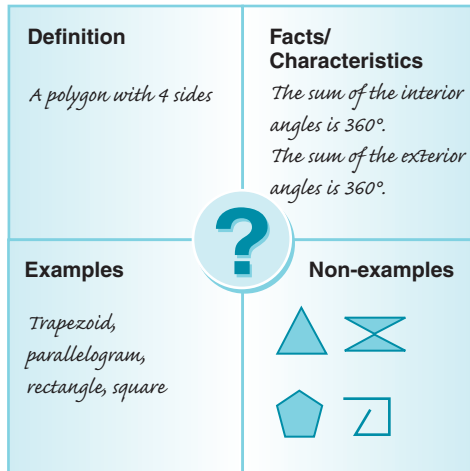 Definition
A polygon with 4 sides
Facts/
Characteristics
The sum of the interior
angles is 360°.
The sum of the exterior
angles is 360°.
?
Examples
Trapezoid,
parallelogram,
rectangle, square
Non-examples